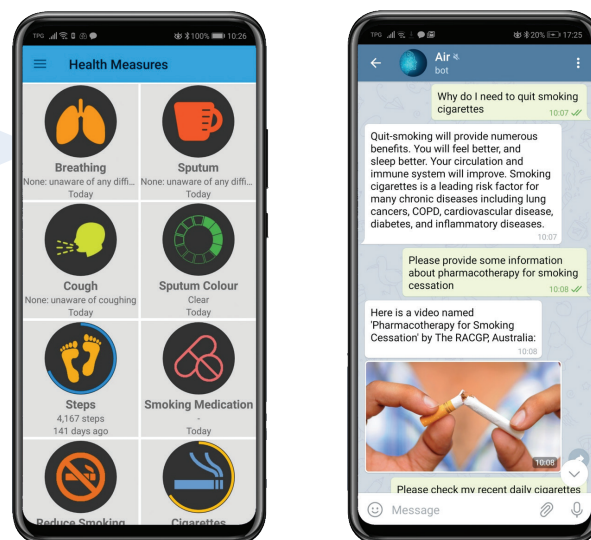 TPG
100%
10:26
Health Measures
Breathing
None: unaware of any diffi...
Today
Sputum
None: unaware of any diffi...
Today
Cough
None: unaware of coughing
Today
Sputum Colour
Clear
Today
Steps
4,167 steps
141 days ago
Smoking Medication
-
Today
Reduce Smoking
Cigarettes
TPG
20%
17:25
Air
bot
Why do I need to quit smoking
cigarettes
10:07
Quit-smoking will provide numerous
benefits. You will feel better, and
sleep better. Your circulation and
immune system will improve. Smoking
cigarettes is a leading risk factor for
many chronic diseases including lung
cancers, COPD, cardiovascular disease,
diabetes, and inflammatory diseases.
10:07
Please provide some information
about pharmacotherapy for smoking
cessation
10:08
Here is a video named
'Pharmacotherapy for Smoking
Cessation' by The RACGP, Australia:
10:08
10:08
Please check my recent daily cigarettes
Message